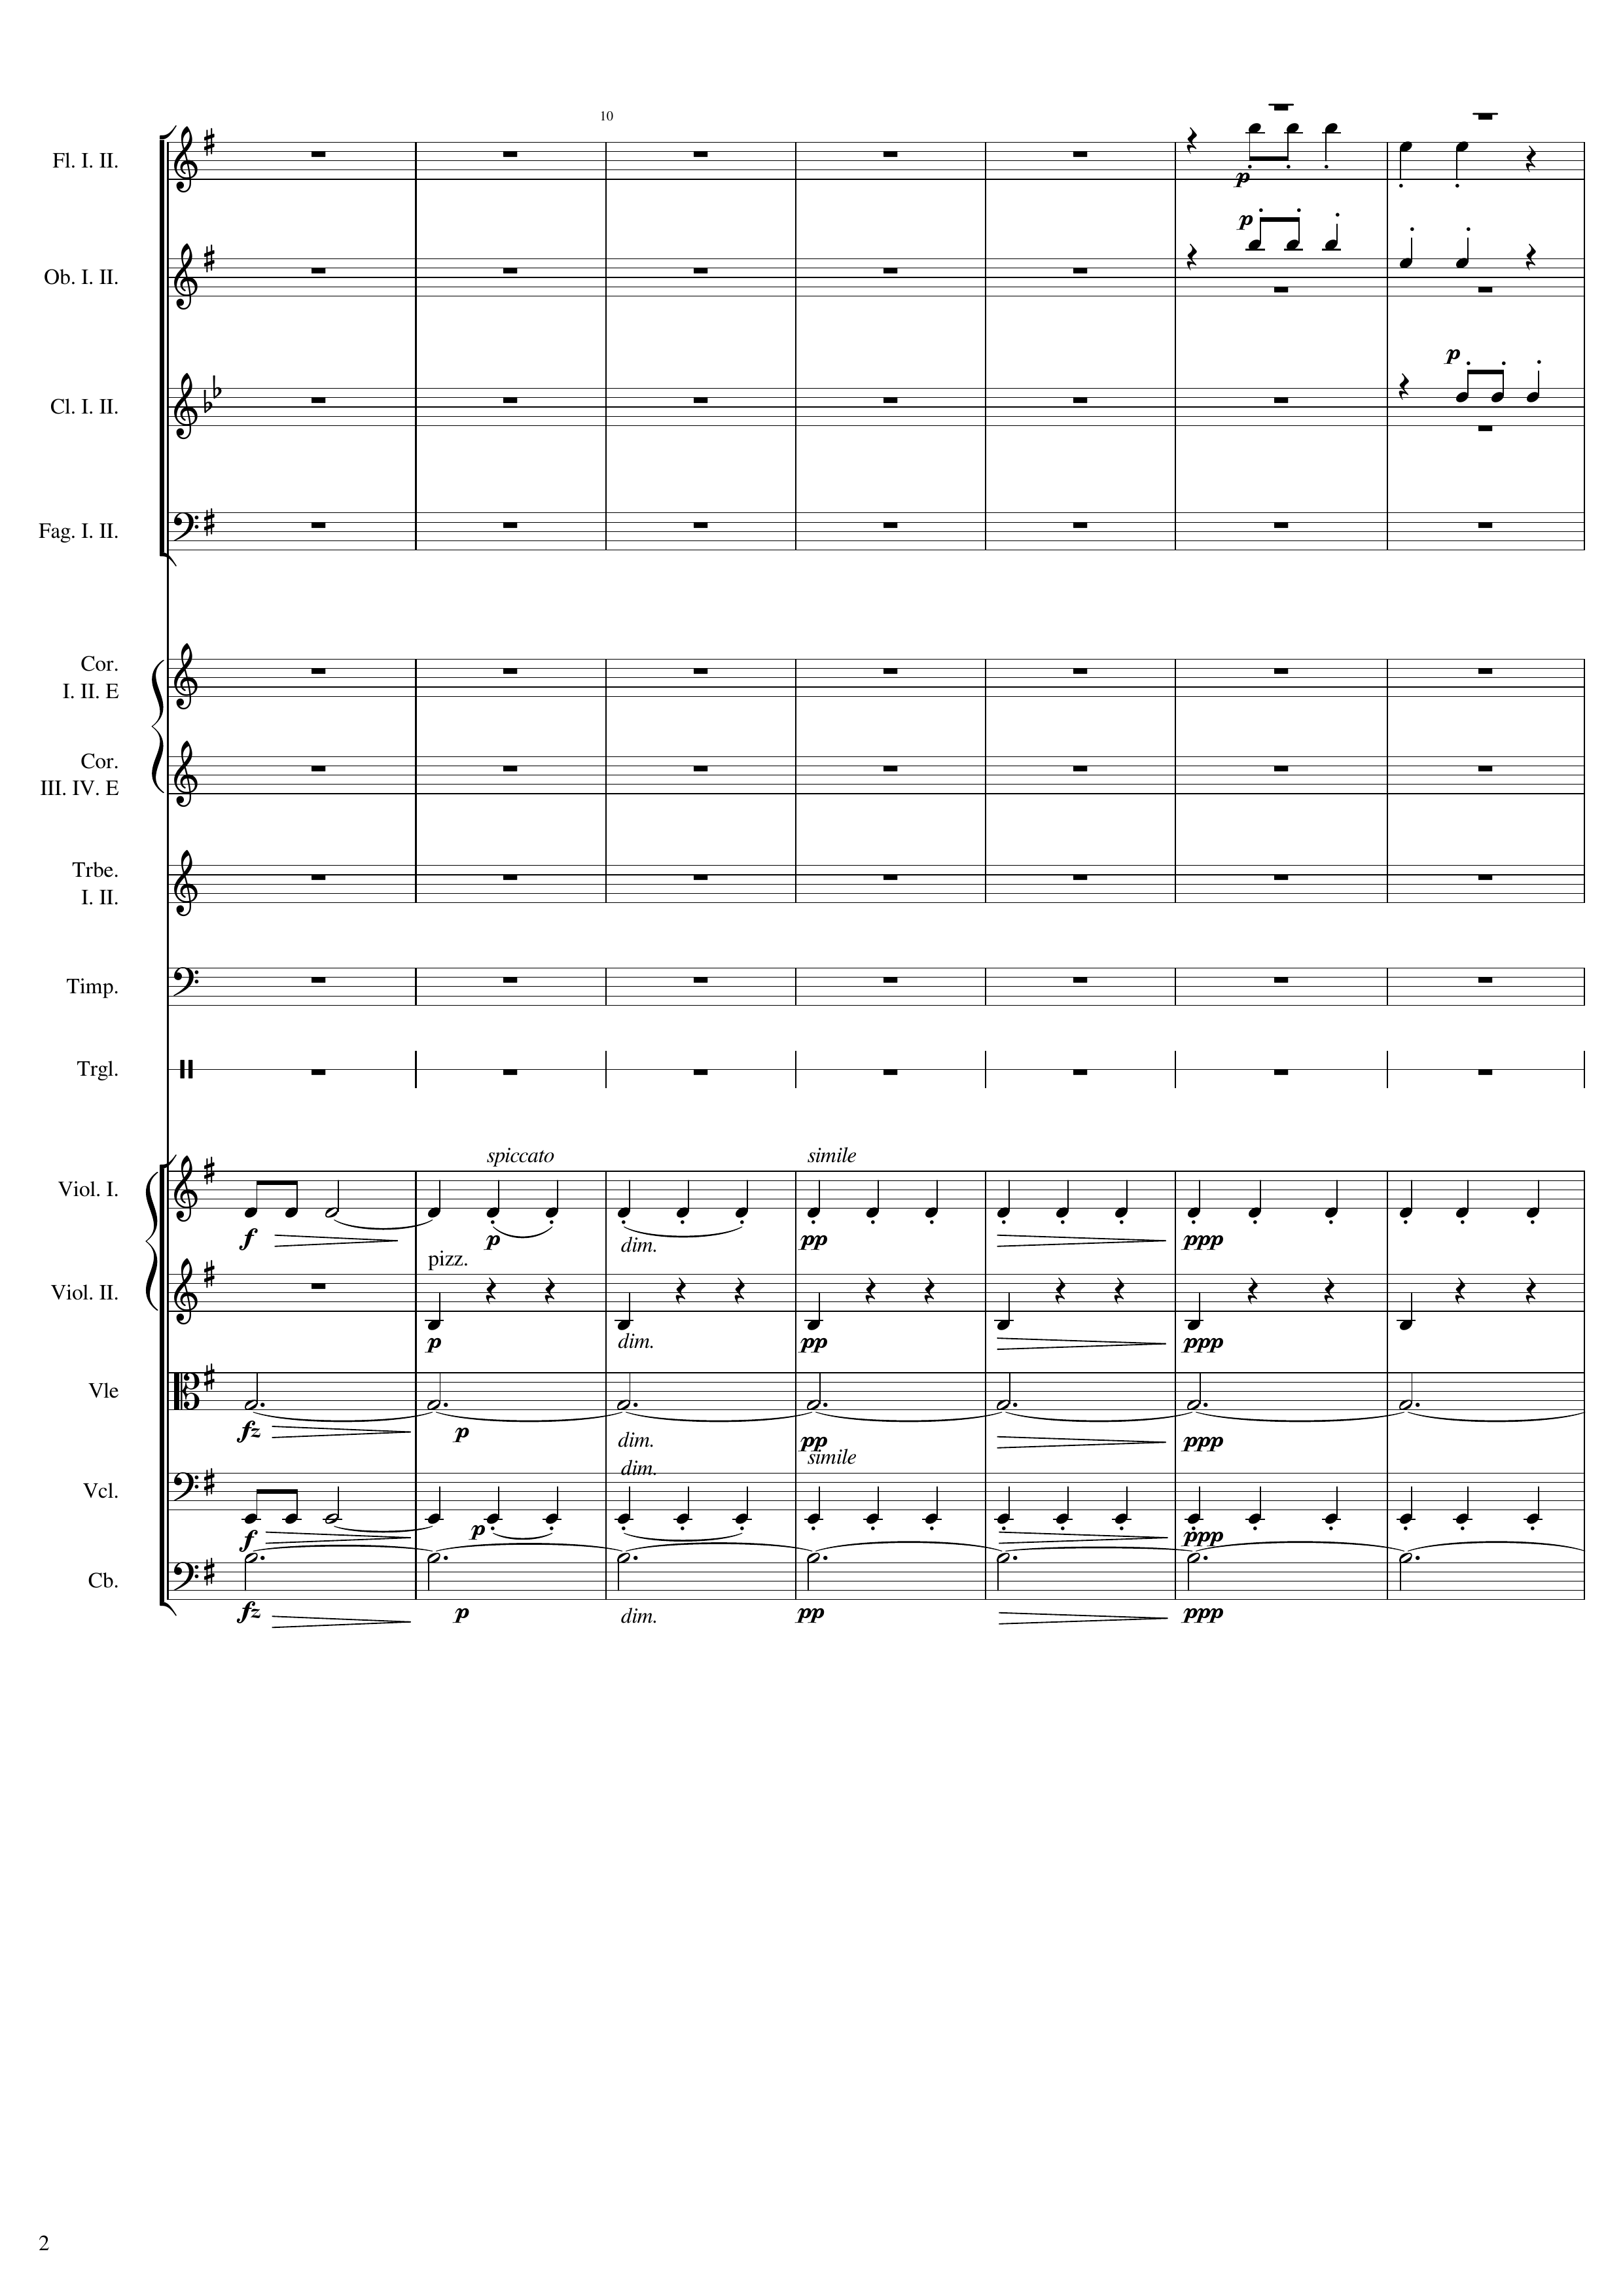 10
Fl. I. II.
p
Ob. I. II.
p
Cl. I. II.
p
Fag. I. II.
Cor.
I. II. E
Cor.
III. IV. E
Trbe.
I. II.
Timp.
Trgl.
spiccato simile
Viol. I.
f p dim. pp ppp
pizz.
Viol. II.
p dim. pp ppp
Vle
fz p dim. pp ppp
dim. simile
Vcl.
f p ppp
Cb.
fz p dim. pp ppp
2